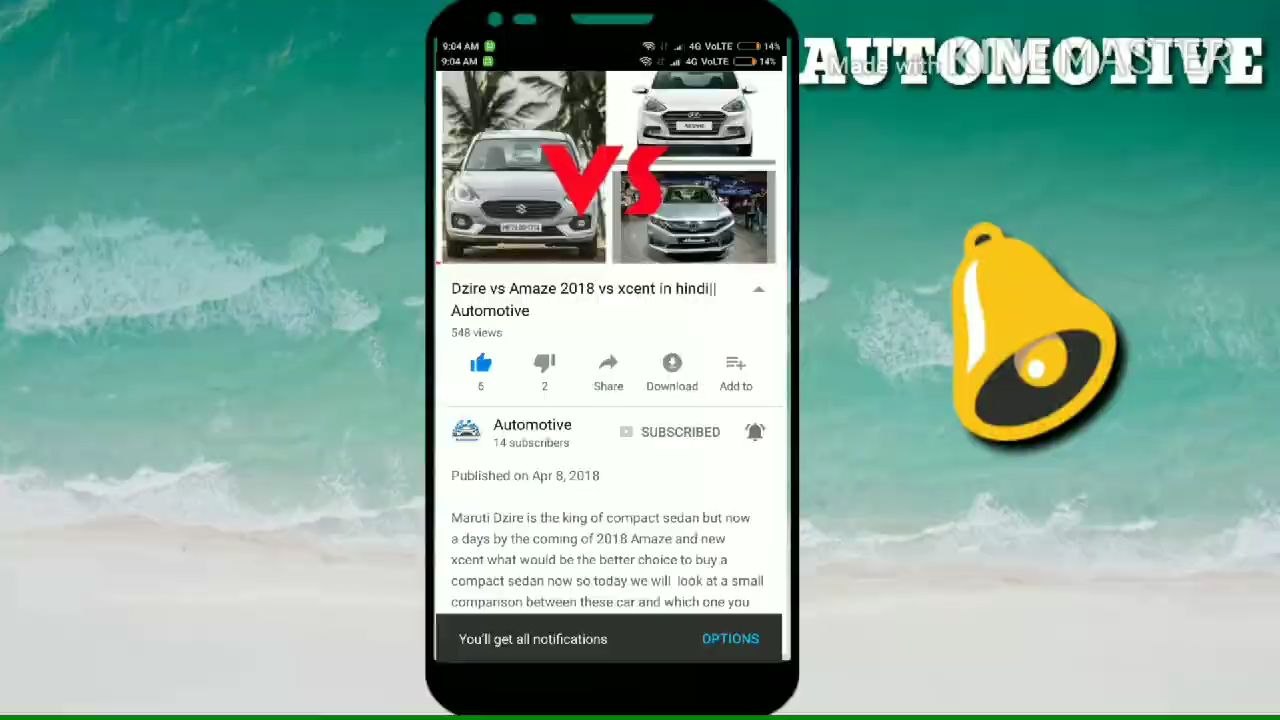 AUTOMOTIVE
Made with KINEMASTER
9:04 AM 4G VoLTE 14%
9:04 AM 4G VoLTE 14%
VS
Dzire vs Amaze 2018 vs xcent in hindi||
Automotive
548 views
6 2 Share Download Add to
Automotive
14 subscribers
SUBSCRIBED
Published on Apr 8, 2018
Maruti Dzire is the king of compact sedan but now
a days by the coming of 2018 Amaze and new
xcent what would be the better choice to buy a
compact sedan now so today we will look at a small
comparison between these car and which one you
You'll get all notifications OPTIONS